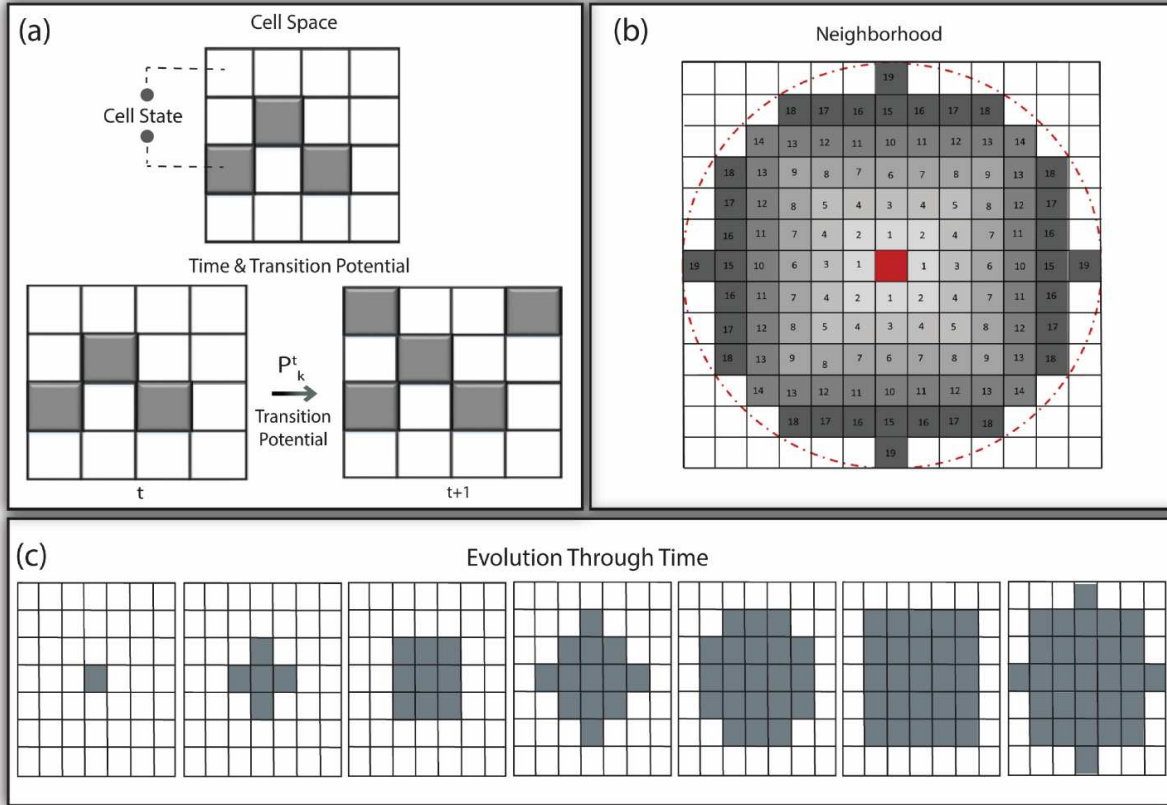 (a)
Cell Space
Cell State
Time & Transition Potential
P t k
Transition
Potential
t
t+1
(b)
Neighborhood
19
18 17 16 15 16 17 18
14 13 12 11 10 11 12 13 14
18 13 9 8 7 6 7 8 9 13 18
17 12 8 5 4 3 4 5 8 12 17
16 11 7 4 2 1 2 4 7 11 16
19 15 10 6 3 1 1 3 6 10 15 19
16 11 7 4 2 1 2 4 7 11 16
17 12 8 5 4 3 4 5 8 12 17
18 13 9 8 7 6 7 8 9 13 18
14 13 12 11 10 11 12 13 14
18 17 16 15 16 17 18
19
(c)
Evolution Through Time